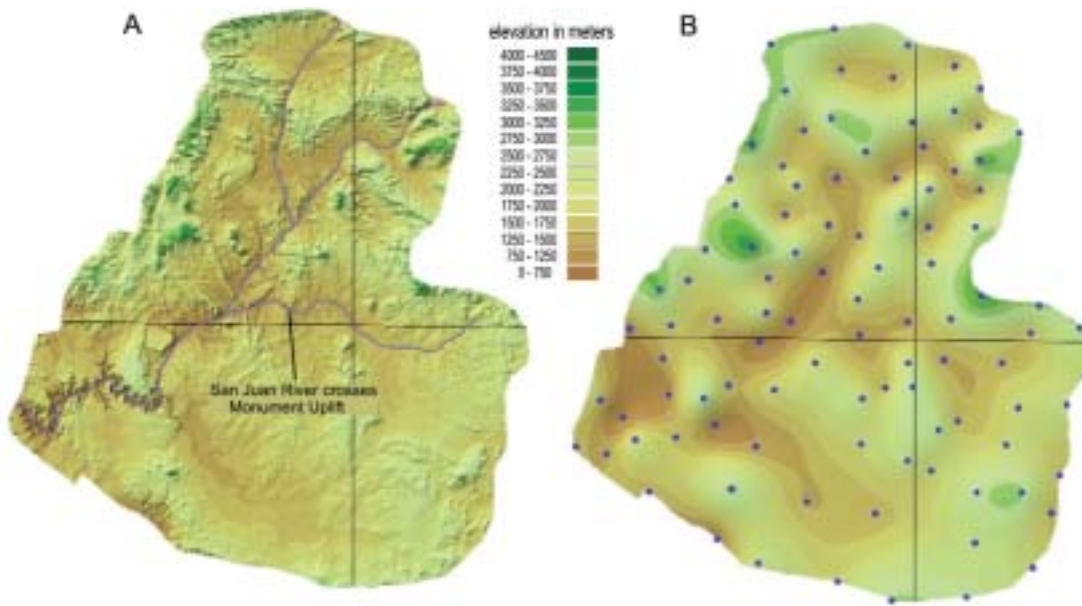 A
elevation in meters
B
4000 - 4500
3750 - 4000
3500 - 3750
3250 - 3500
3000 - 3250
2750 - 3000
2500 - 2750
2250 - 2500
2000 - 2250
1750 - 2000
1500 - 1750
1250 - 1500
750 - 1250
0 - 750
San Juan River crosses
Monument Uplift